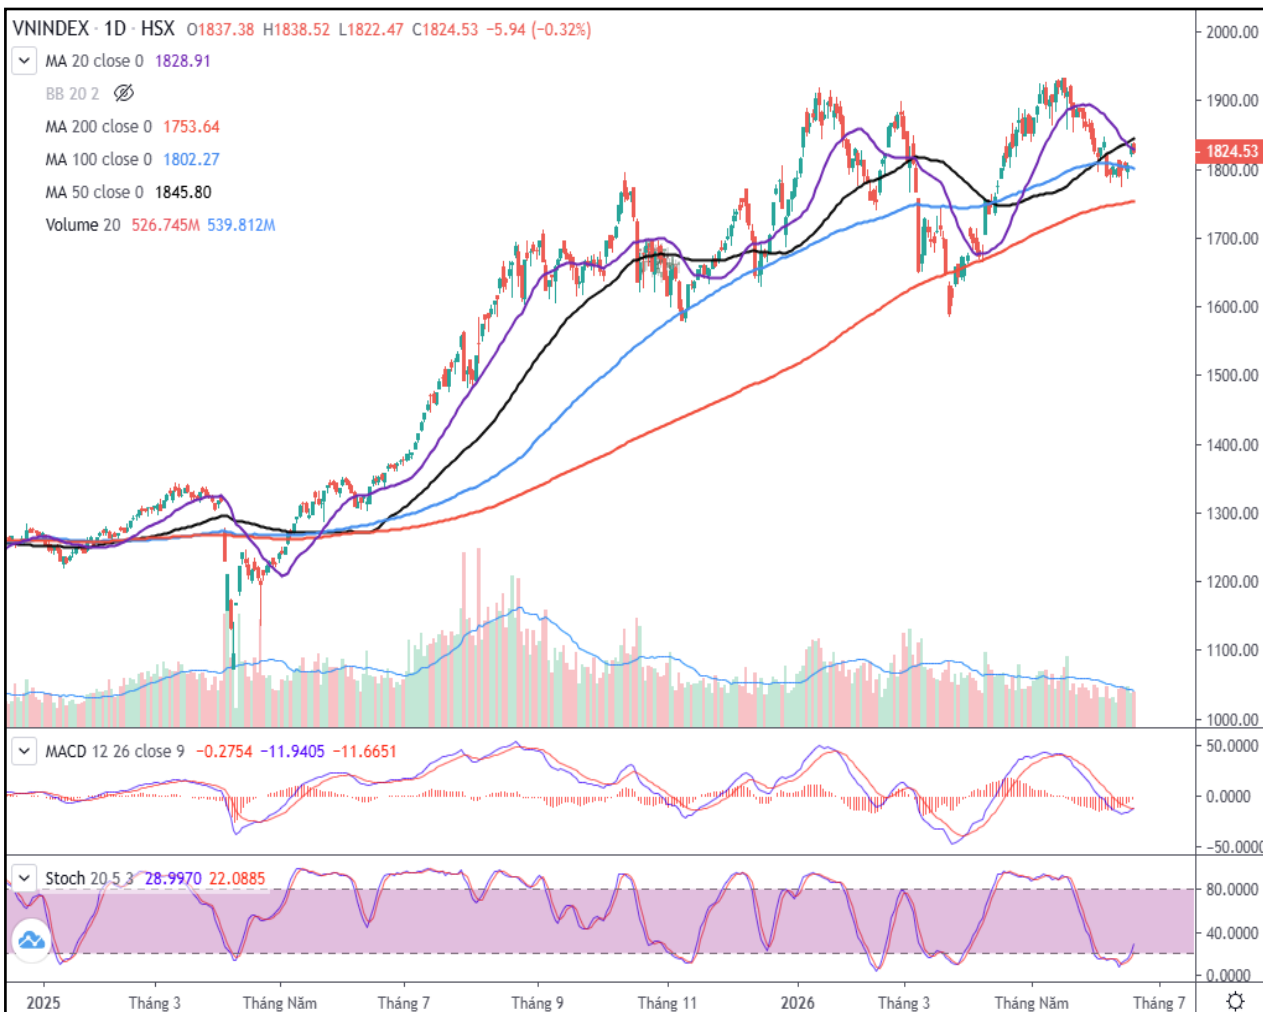 VNINDEX · 1D · HSX O1837.38 H1838.52 L1822.47 C1824.53 −5.94 (−0.32%)
MA 20 close 0 1828.91
BB 20 2
MA 200 close 0 1753.64
MA 100 close 0 1802.27
MA 50 close 0 1845.80
Volume 20 526.745M 539.812M
2000.00
1900.00
1824.53
1800.00
1700.00
1600.00
1500.00
1400.00
1300.00
1200.00
1100.00
1000.00
MACD 12 26 close 9 −0.2754 −11.9405 −11.6651
50.0000
0.0000
−50.0000
Stoch 20 5 3 28.9970 22.0885
80.0000
40.0000
0.0000
2025 Tháng 3 Tháng Năm Tháng 7 Tháng 9 Tháng 11 2026 Tháng 3 Tháng Năm Tháng 7